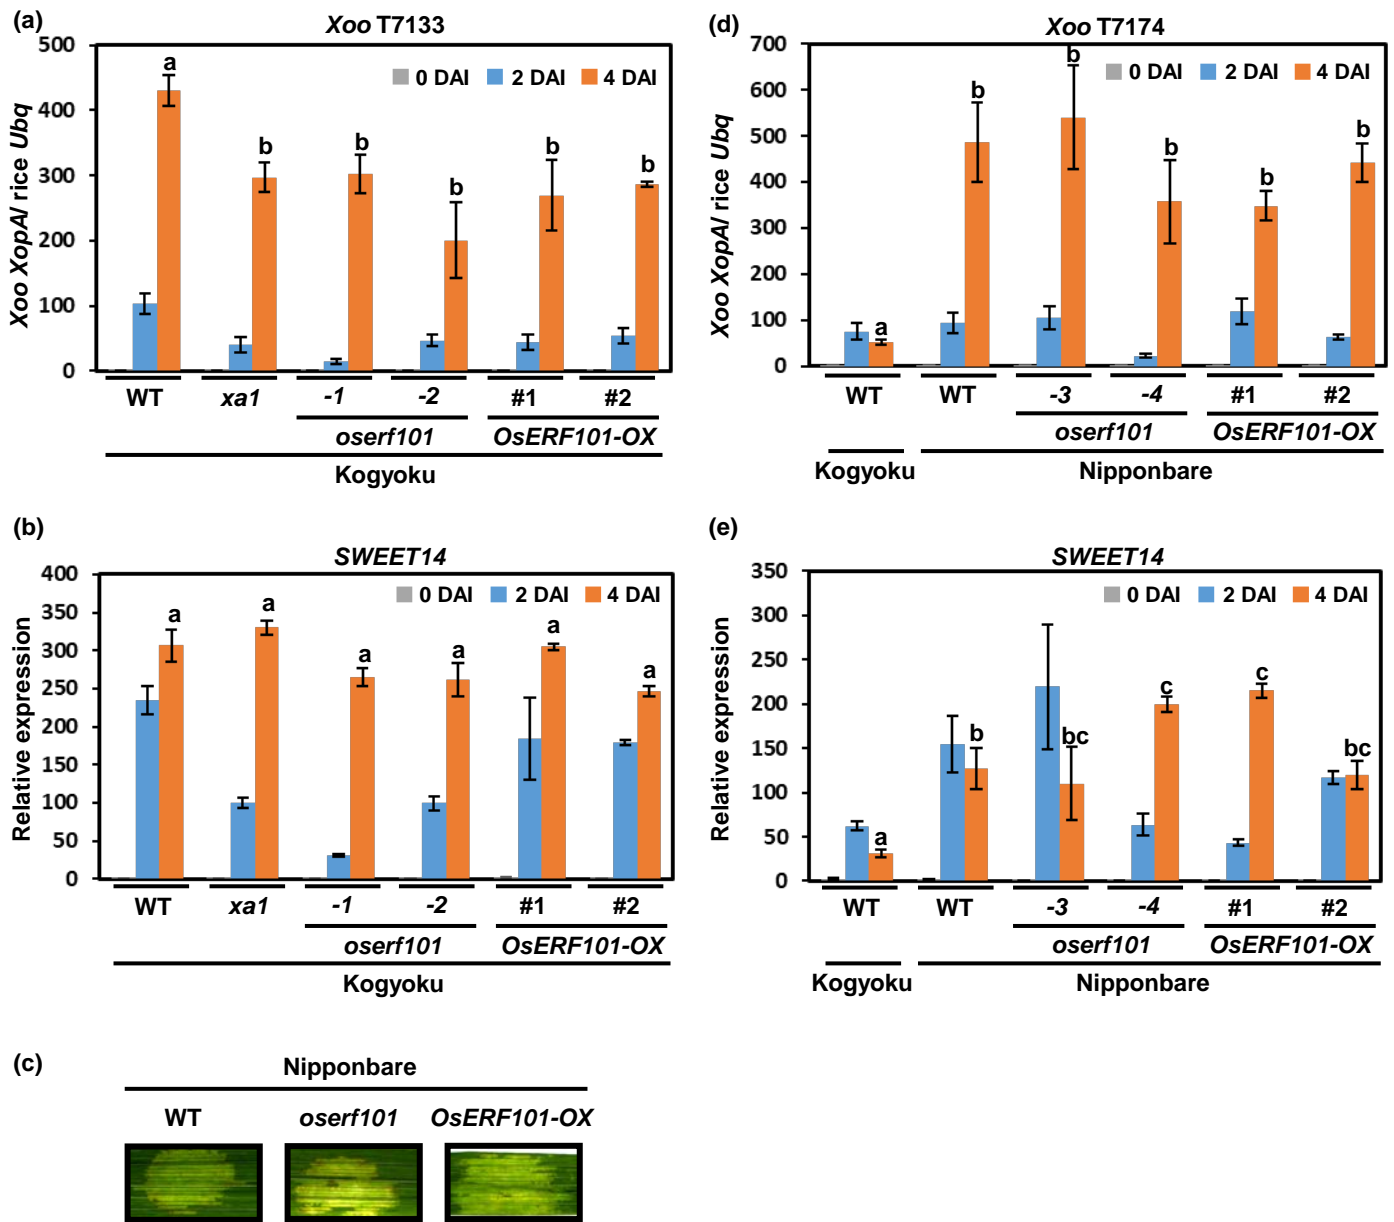 (a)
Xoo T7133
0 DAI 2 DAI 4 DAI
Xoo XopA/ rice Ubq
500
400
300
200
100
0
a
b
b
b
b
b
WT xa1 -1 -2 #1 #2
oserf101 OsERF101-OX
Kogyoku
(d)
Xoo T7174
0 DAI 2 DAI 4 DAI
Xoo XopA/ rice Ubq
700
600
500
400
300
200
100
0
a
b
b
b
b
b
WT WT -3 -4 #1 #2
oserf101 OsERF101-OX
Kogyoku Nipponbare
(b)
SWEET14
0 DAI 2 DAI 4 DAI
Relative expression
400
350
300
250
200
150
100
50
0
a
a
a
a
a
a
WT xa1 -1 -2 #1 #2
oserf101 OsERF101-OX
Kogyoku
(e)
SWEET14
0 DAI 2 DAI 4 DAI
Relative expression
350
300
250
200
150
100
50
0
a
b
bc
c
c
bc
WT WT -3 -4 #1 #2
oserf101 OsERF101-OX
Kogyoku Nipponbare
(c)
Nipponbare
WT oserf101 OsERF101-OX